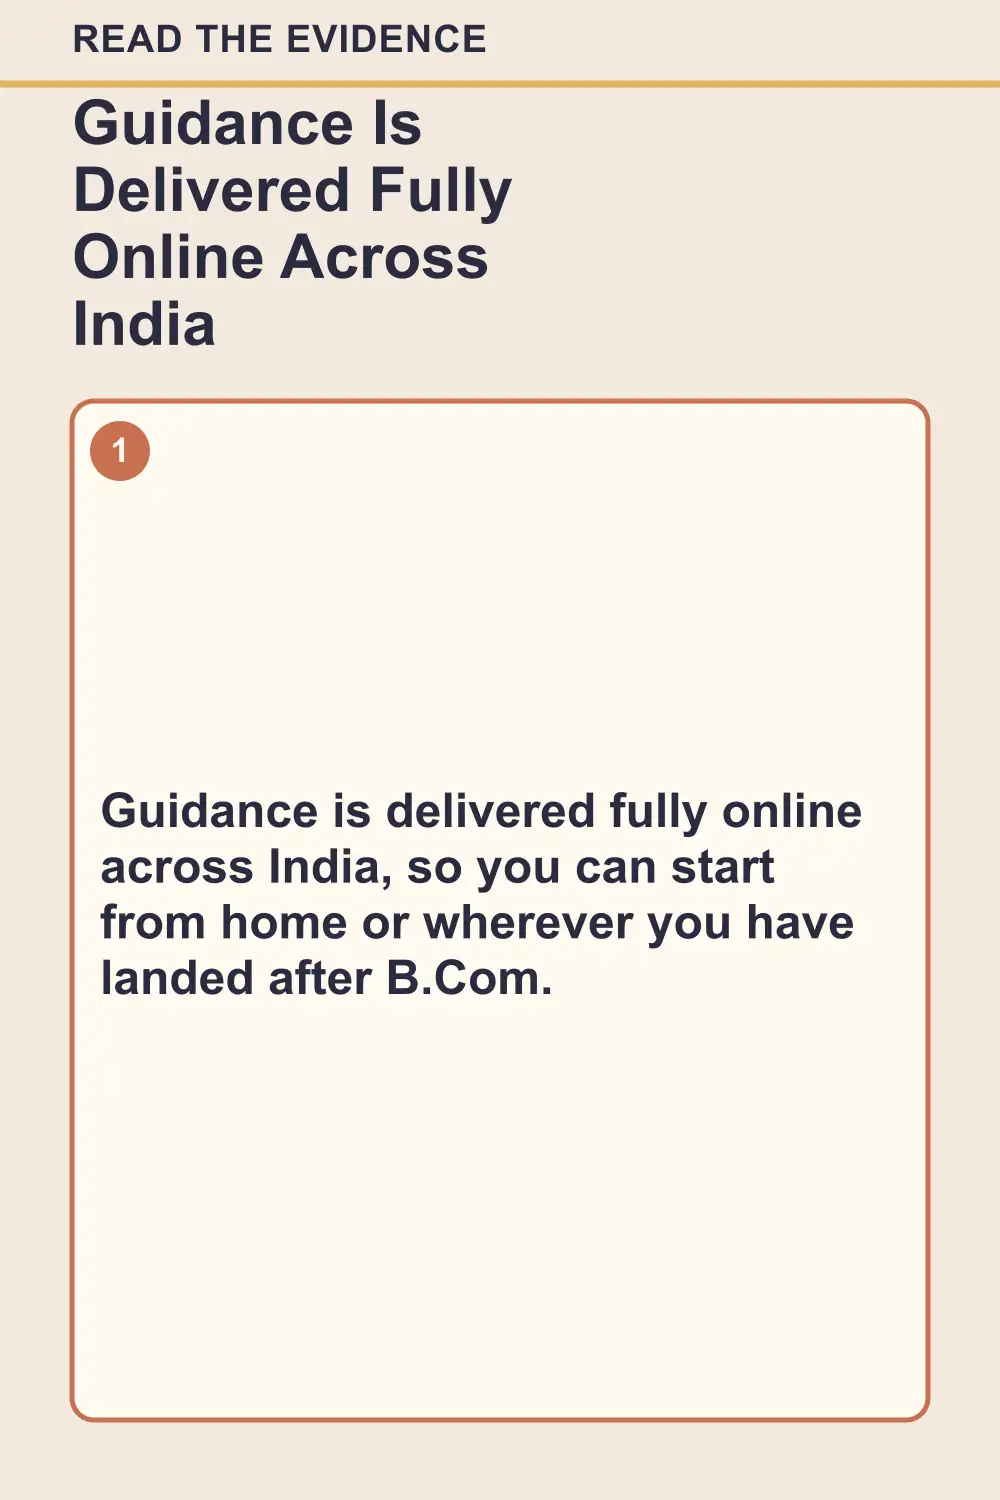 READ THE EVIDENCE
Guidance Is
Delivered Fully
Online Across
India
1
Guidance is delivered fully online
across India, so you can start
from home or wherever you have
landed after B.Com.